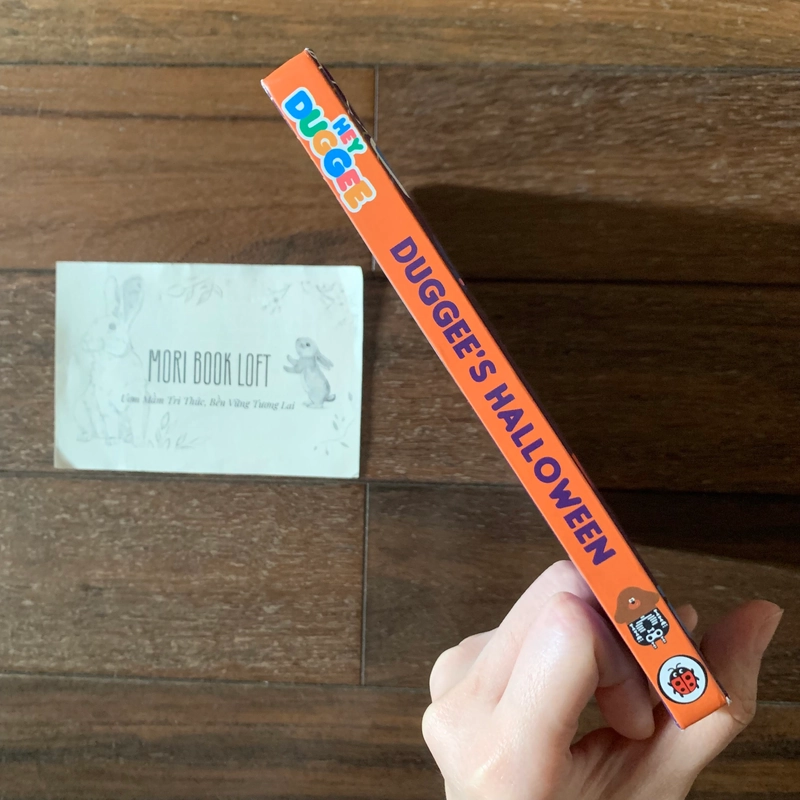 HEY
DUGGEE
DUGGEE'S HALLOWEEN
MORI BOOK LOFT
Ươm Mầm Tri Thức, Bền Vững Tương Lai